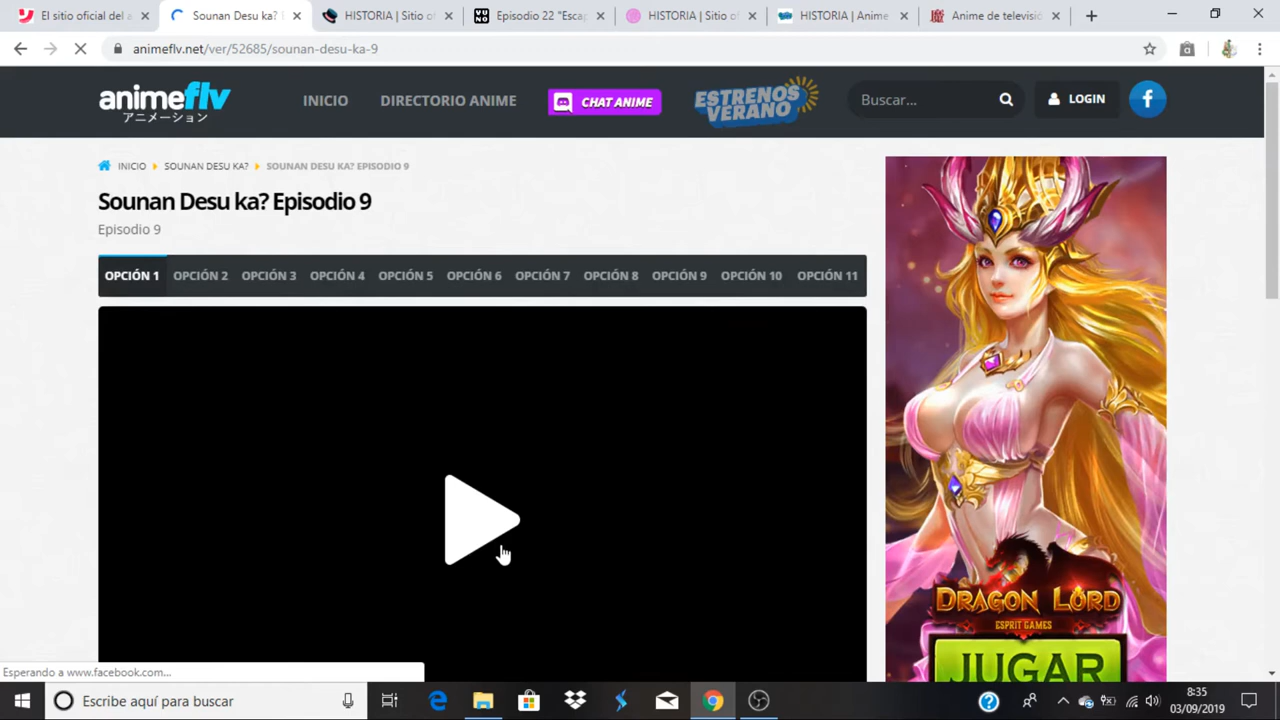 El sitio oficial del a
Sounan Desu ka? E
HISTORIA | Sitio of
Episodio 22 "Escap
HISTORIA | Sitio of
HISTORIA | Anime
Anime de televisió
animeflv.net/ver/52685/sounan-desu-ka-9
animeflv
アニメーション
INICIO
DIRECTORIO ANIME
CHAT ANIME
ESTRENOS
VERANO
Buscar...
LOGIN
INICIO
SOUNAN DESU KA?
SOUNAN DESU KA? EPISODIO 9
Sounan Desu ka? Episodio 9
Episodio 9
OPCIÓN 1
OPCIÓN 2
OPCIÓN 3
OPCIÓN 4
OPCIÓN 5
OPCIÓN 6
OPCIÓN 7
OPCIÓN 8
OPCIÓN 9
OPCIÓN 10
OPCIÓN 11
DRAGON LORD
ESPRIT GAMES
JUGAR
Esperando a www.facebook.com...
Escribe aquí para buscar
8:35
03/09/2019